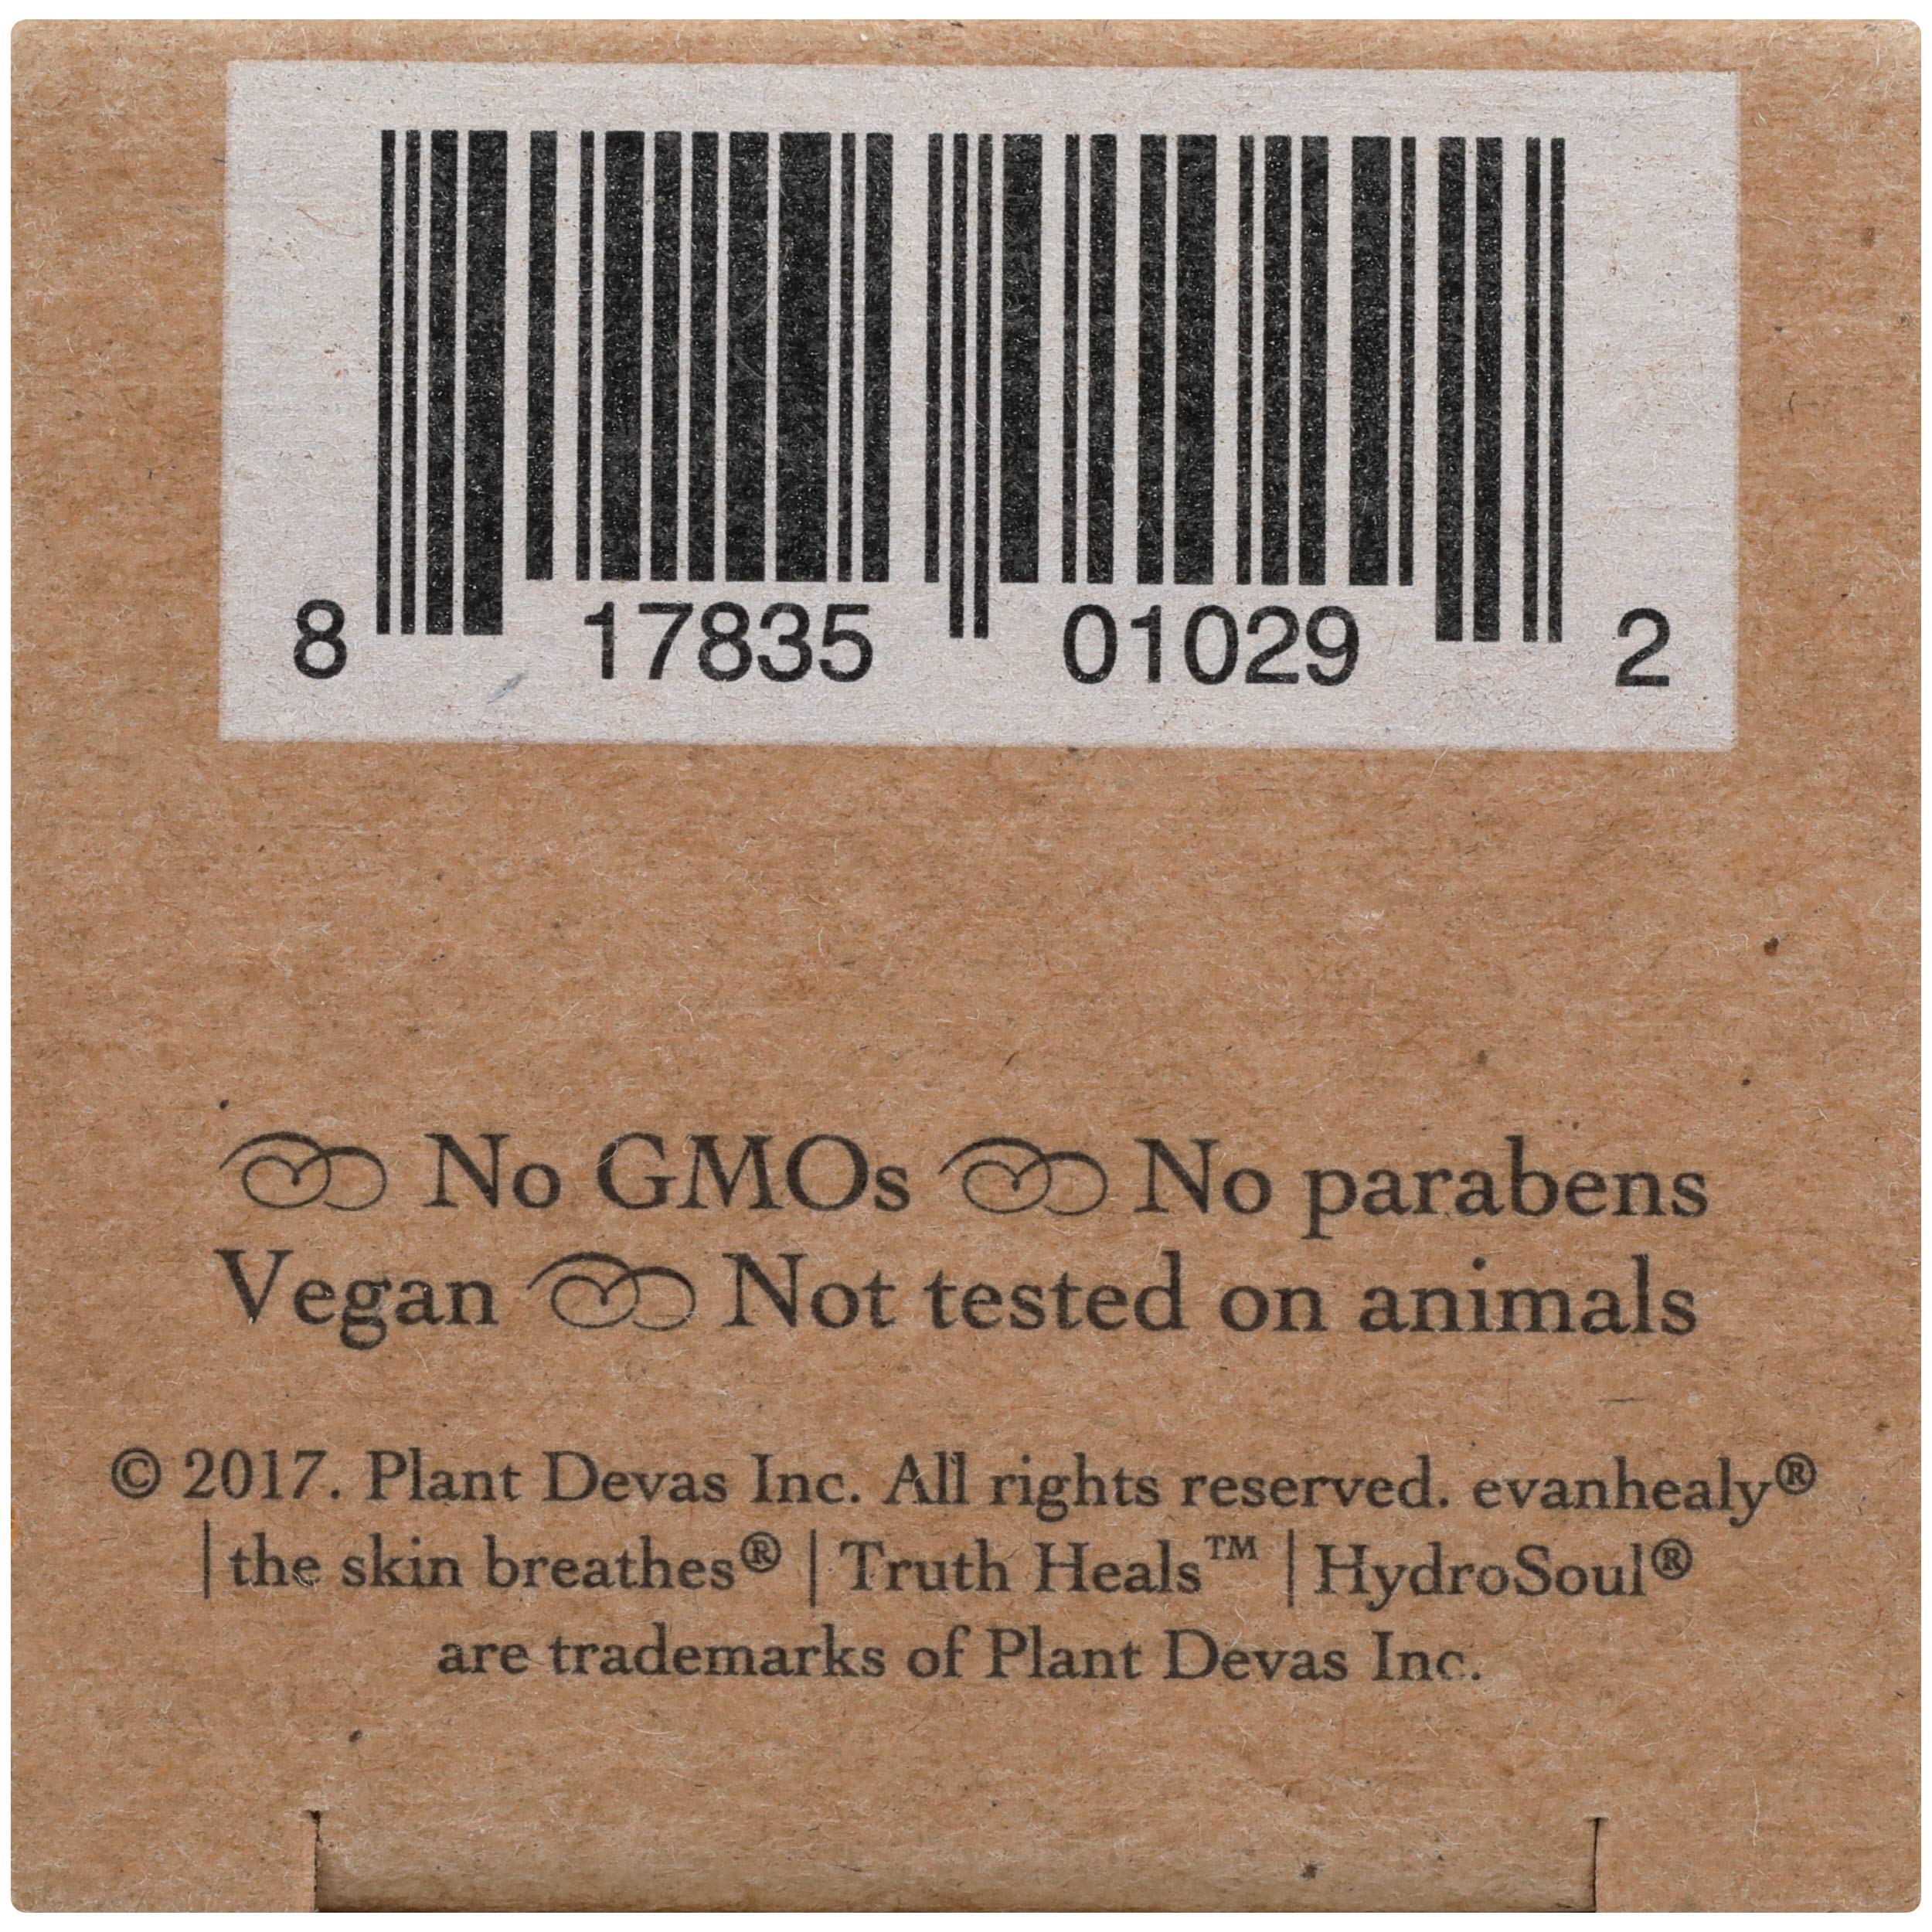 8 17835 01029 2
No GMOs No parabens
Vegan Not tested on animals
© 2017. Plant Devas Inc. All rights reserved. evanhealy®
|the skin breathes® | Truth Heals™ | HydroSoul®
are trademarks of Plant Devas Inc.